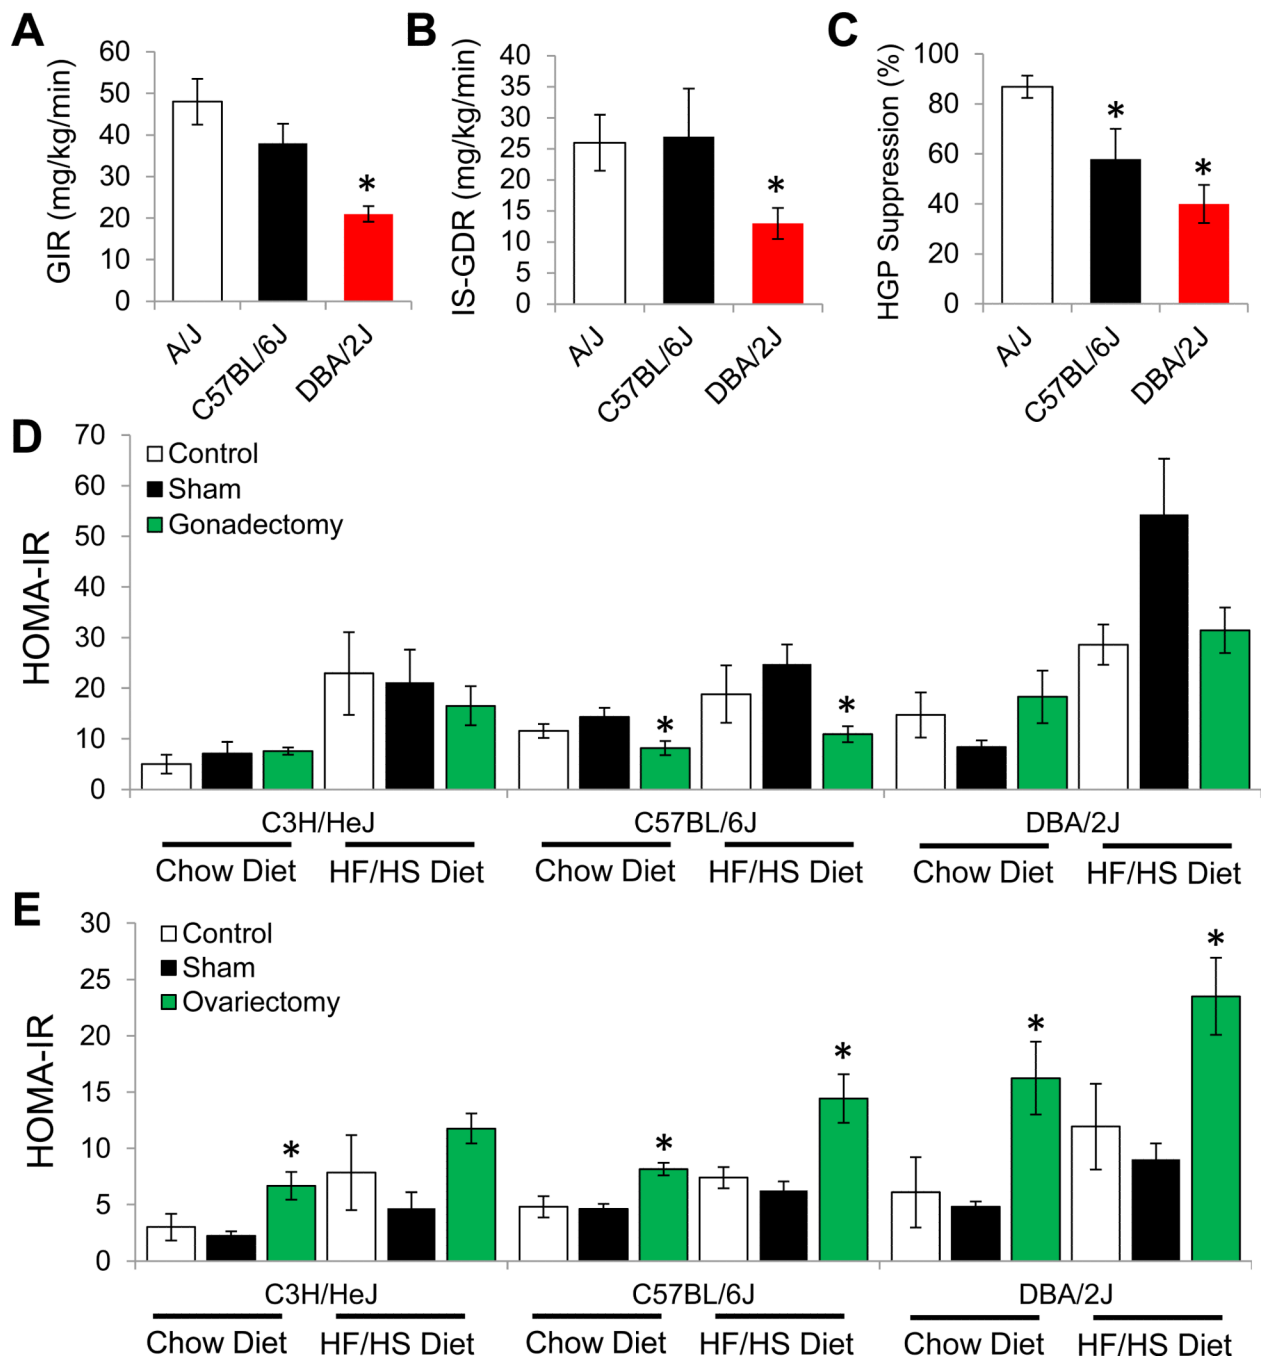 A
GIR (mg/kg/min)
60
50
40
30
20
10
0
*
A/J
C57BL/6J
DBA/2J
B
IS-GDR (mg/kg/min)
40
35
30
25
20
15
10
5
0
*
A/J
C57BL/6J
DBA/2J
C
HGP Suppression (%)
100
80
60
40
20
0
*
*
A/J
C57BL/6J
DBA/2J
D
HOMA-IR
70
60
50
40
30
20
10
0
Control
Sham
Gonadectomy
*
*
C3H/HeJ
C57BL/6J
DBA/2J
Chow Diet
HF/HS Diet
Chow Diet
HF/HS Diet
Chow Diet
HF/HS Diet
E
HOMA-IR
30
25
20
15
10
5
0
Control
Sham
Ovariectomy
*
*
*
*
*
C3H/HeJ
C57BL/6J
DBA/2J
Chow Diet
HF/HS Diet
Chow Diet
HF/HS Diet
Chow Diet
HF/HS Diet